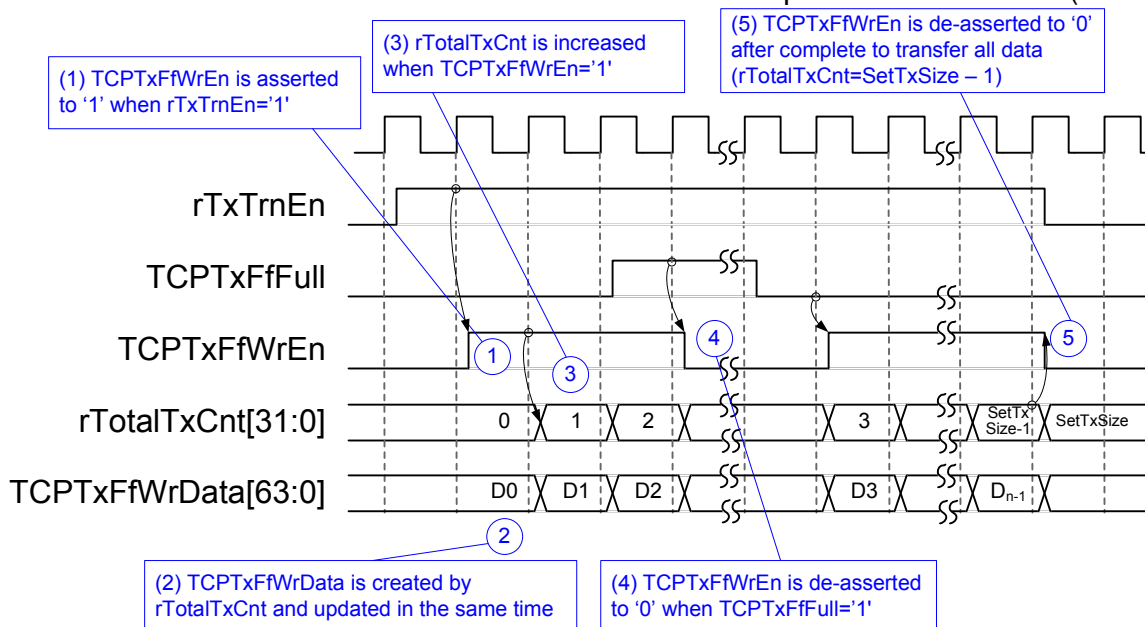 (5) TCPTxFfWrEn is de-asserted to ‘0’
after complete to transfer all data
(rTotalTxCnt=SetTxSize – 1)
(3) rTotalTxCnt is increased
when TCPTxFfWrEn=’1'
(1) TCPTxFfWrEn is asserted
to ‘1’ when rTxTrnEn=’1'
rTxTrnEn
TCPTxFfFull
TCPTxFfWrEn
1
3
4
5
rTotalTxCnt[31:0]
0
1
2
3
SetTx
Size-1
SetTxSize
TCPTxFfWrData[63:0]
D0
D1
D2
D3
Dn-1
2
(2) TCPTxFfWrData is created by
rTotalTxCnt and updated in the same time
(4) TCPTxFfWrEn is de-asserted
to ‘0’ when TCPTxFfFull=’1'